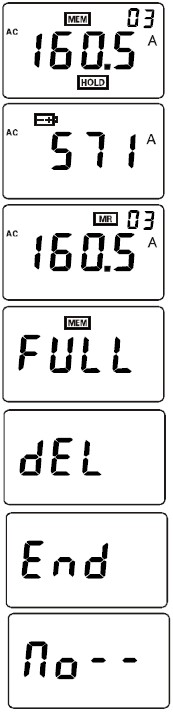 MEM 03
AC 160.5 A
HOLD
AC 571 A
MR 03
AC 160.5 A
MEM
FULL
dEL
End
no--